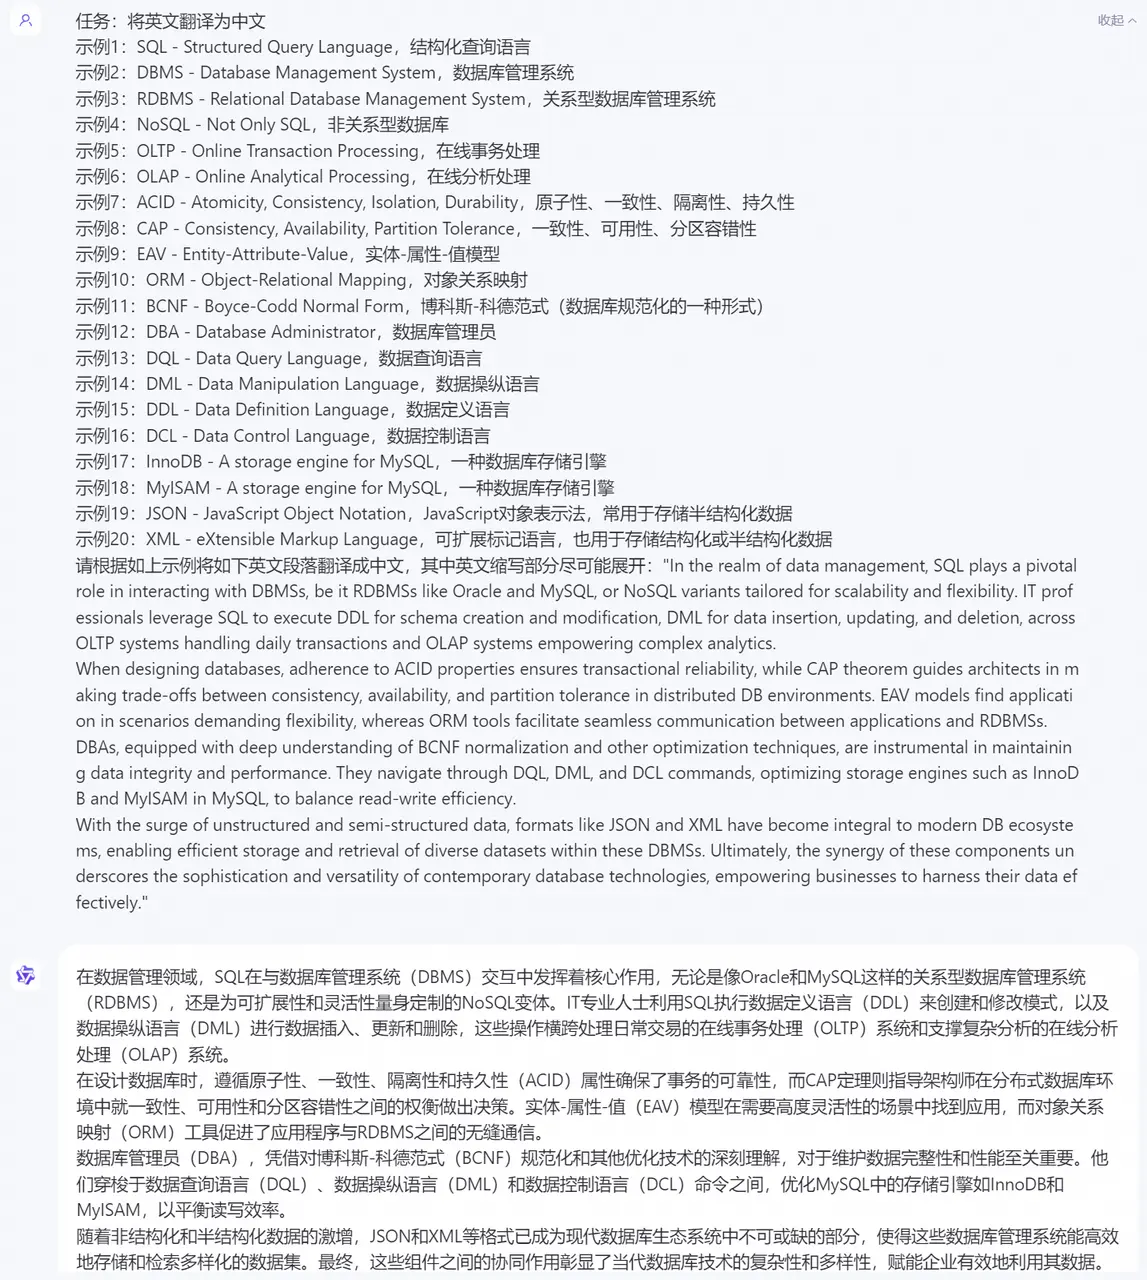 任务：将英文翻译为中文
收起
示例1：SQL - Structured Query Language，结构化查询语言
示例2：DBMS - Database Management System，数据库管理系统
示例3：RDBMS - Relational Database Management System，关系型数据库管理系统
示例4：NoSQL - Not Only SQL，非关系型数据库
示例5：OLTP - Online Transaction Processing，在线事务处理
示例6：OLAP - Online Analytical Processing，在线分析处理
示例7：ACID - Atomicity, Consistency, Isolation, Durability，原子性、一致性、隔离性、持久性
示例8：CAP - Consistency, Availability, Partition Tolerance，一致性、可用性、分区容错性
示例9：EAV - Entity-Attribute-Value，实体-属性-值模型
示例10：ORM - Object-Relational Mapping，对象关系映射
示例11：BCNF - Boyce-Codd Normal Form，博科斯-科德范式（数据库规范化的一种形式）
示例12：DBA - Database Administrator，数据库管理员
示例13：DQL - Data Query Language，数据查询语言
示例14：DML - Data Manipulation Language，数据操纵语言
示例15：DDL - Data Definition Language，数据定义语言
示例16：DCL - Data Control Language，数据控制语言
示例17：InnoDB - A storage engine for MySQL，一种数据库存储引擎
示例18：MyISAM - A storage engine for MySQL，一种数据库存储引擎
示例19：JSON - JavaScript Object Notation，JavaScript对象表示法，常用于存储半结构化数据
示例20：XML - eXtensible Markup Language，可扩展标记语言，也用于存储结构化或半结构化数据
请根据如上示例将如下英文段落翻译成中文，其中英文缩写部分尽可能展开："In the realm of data management, SQL plays a pivotal
role in interacting with DBMSs, be it RDBMSs like Oracle and MySQL, or NoSQL variants tailored for scalability and flexibility. IT prof
essionals leverage SQL to execute DDL for schema creation and modification, DML for data insertion, updating, and deletion, across
OLTP systems handling daily transactions and OLAP systems empowering complex analytics.
When designing databases, adherence to ACID properties ensures transactional reliability, while CAP theorem guides architects in m
aking trade-offs between consistency, availability, and partition tolerance in distributed DB environments. EAV models find applicati
on in scenarios demanding flexibility, whereas ORM tools facilitate seamless communication between applications and RDBMSs.
DBAs, equipped with deep understanding of BCNF normalization and other optimization techniques, are instrumental in maintainin
g data integrity and performance. They navigate through DQL, DML, and DCL commands, optimizing storage engines such as InnoD
B and MyISAM in MySQL, to balance read-write efficiency.
With the surge of unstructured and semi-structured data, formats like JSON and XML have become integral to modern DB ecosyste
ms, enabling efficient storage and retrieval of diverse datasets within these DBMSs. Ultimately, the synergy of these components un
derscores the sophistication and versatility of contemporary database technologies, empowering businesses to harness their data ef
fectively."
在数据管理领域，SQL在与数据库管理系统（DBMS）交互中发挥着核心作用，无论是像Oracle和MySQL这样的关系型数据库管理系统
（RDBMS），还是为可扩展性和灵活性量身定制的NoSQL变体。IT专业人士利用SQL执行数据定义语言（DDL）来创建和修改模式，以及
数据操纵语言（DML）进行数据插入、更新和删除，这些操作横跨处理日常交易的在线事务处理（OLTP）系统和支撑复杂分析的在线分析
处理（OLAP）系统。
在设计数据库时，遵循原子性、一致性、隔离性和持久性（ACID）属性确保了事务的可靠性，而CAP定理则指导架构师在分布式数据库环
境中就一致性、可用性和分区容错性之间的权衡做出决策。实体-属性-值（EAV）模型在需要高度灵活性的场景中找到应用，而对象关系
映射（ORM）工具促进了应用程序与RDBMS之间的无缝通信。
数据库管理员（DBA），凭借对博科斯-科德范式（BCNF）规范化和其他优化技术的深刻理解，对于维护数据完整性和性能至关重要。他
们穿梭于数据查询语言（DQL）、数据操纵语言（DML）和数据控制语言（DCL）命令之间，优化MySQL中的存储引擎如InnoDB和
MyISAM，以平衡读写效率。
随着非结构化和半结构化数据的激增，JSON和XML等格式已成为现代数据库生态系统中不可或缺的部分，使得这些数据库管理系统能高效
地存储和检索多样化的数据集。最终，这些组件之间的协同作用彰显了当代数据库技术的复杂性和多样性，赋能企业有效地利用其数据。